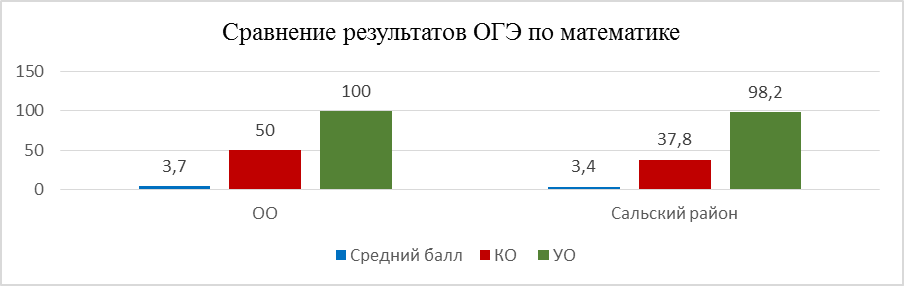 Сравнение результатов ОГЭ по математике
150
100
50
0
3,7
50
100
3,4
37,8
98,2
ОО
Сальский район
Средний балл
КО
УО